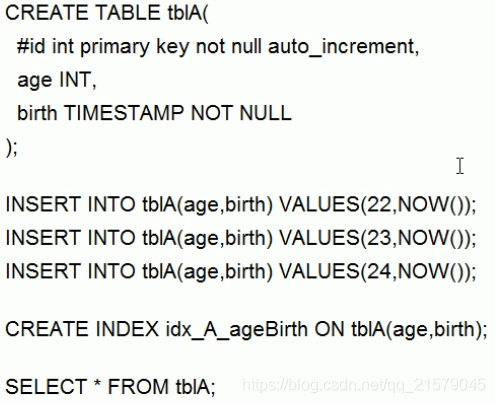 CREATE TABLE tblA(
#id int primary key not null auto_increment,
age INT,
birth TIMESTAMP NOT NULL
);
INSERT INTO tblA(age,birth) VALUES(22,NOW());
INSERT INTO tblA(age,birth) VALUES(23,NOW());
INSERT INTO tblA(age,birth) VALUES(24,NOW());
CREATE INDEX idx_A_ageBirth ON tblA(age,birth);
SELECT * FROM tblA;
https://blog.csdn.net/qq_21579045